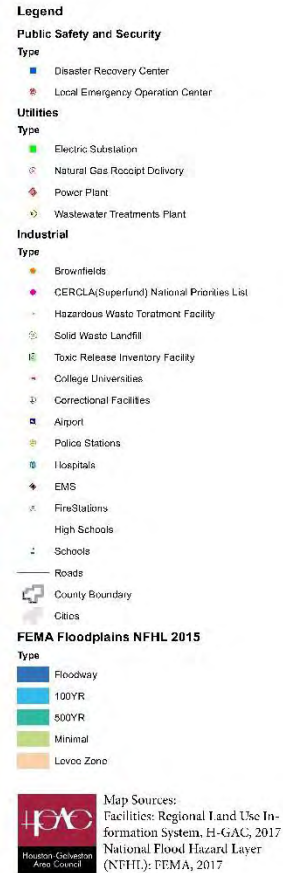 Legend
Public Safety and Security
Type
Disaster Recovery Center
Local Emergency Operation Center
Utilities
Type
Electric Substation
Natural Gas Receipt Delivery
Power Plant
Wastewater Treatments Plant
Industrial
Type
Brownfields
CERCLA(Superfund) National Priorities List
Hazardous Waste Toratment Facility
Solid Waste Landfill
Toxic Release Inventory Facility
College Universities
Correctional Facilities
Airport
Police Stations
Hospitals
EMS
FireStations
High Schools
Schools
Roads
County Boundary
Cities
FEMA Floodplains NFHL 2015
Type
Floodway
100YR
500YR
Minimal
Levee Zone
Map Sources:
Facilities: Regional Land Use In-
formation System, H-GAC, 2017
National Flood Hazard Layer
(NFHL): FEMA, 2017
HGAC
Houston-Galveston
Area Council